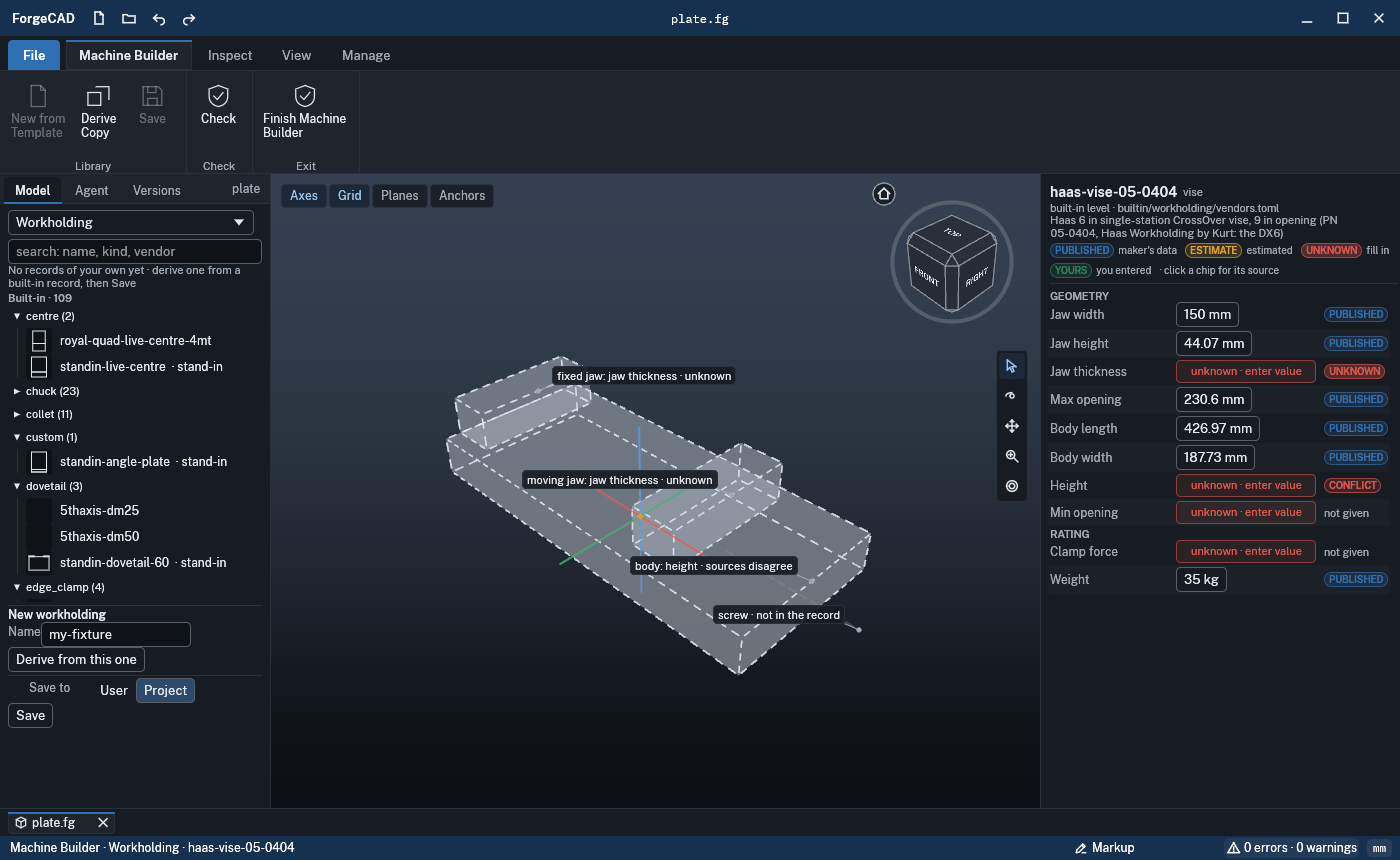 ForgeCAD
plate.fg
File
Machine Builder
Inspect
View
Manage
New from
Template
Derive
Copy
Save
Library
Check
Check
Finish Machine
Builder
Exit
Model
Agent
Versions
plate
Workholding
search: name, kind, vendor
No records of your own yet · derive one from a
built-in record, then Save
Built-in · 109
centre (2)
royal-quad-live-centre-4mt
standin-live-centre · stand-in
chuck (23)
collet (11)
custom (1)
standin-angle-plate · stand-in
dovetail (3)
5thaxis-dm25
5thaxis-dm50
standin-dovetail-60 · stand-in
edge_clamp (4)
New workholding
Name my-fixture
Derive from this one
Save to User Project
Save
Axes
Grid
Planes
Anchors
TOP
FRONT
RIGHT
fixed jaw: jaw thickness · unknown
moving jaw: jaw thickness · unknown
body: height · sources disagree
screw · not in the record
haas-vise-05-0404 vise
built-in level · builtin/workholding/vendors.toml
Haas 6 in single-station CrossOver vise, 9 in opening (PN
05-0404, Haas Workholding by Kurt: the DX6)
PUBLISHED maker's data ESTIMATE estimated UNKNOWN fill in
YOURS you entered · click a chip for its source
GEOMETRY
Jaw width 150 mm PUBLISHED
Jaw height 44.07 mm PUBLISHED
Jaw thickness unknown · enter value UNKNOWN
Max opening 230.6 mm PUBLISHED
Body length 426.97 mm PUBLISHED
Body width 187.73 mm PUBLISHED
Height unknown · enter value CONFLICT
Min opening unknown · enter value not given
RATING
Clamp force unknown · enter value not given
Weight 35 kg PUBLISHED
plate.fg
Machine Builder · Workholding · haas-vise-05-0404
Markup
0 errors · 0 warnings
mm